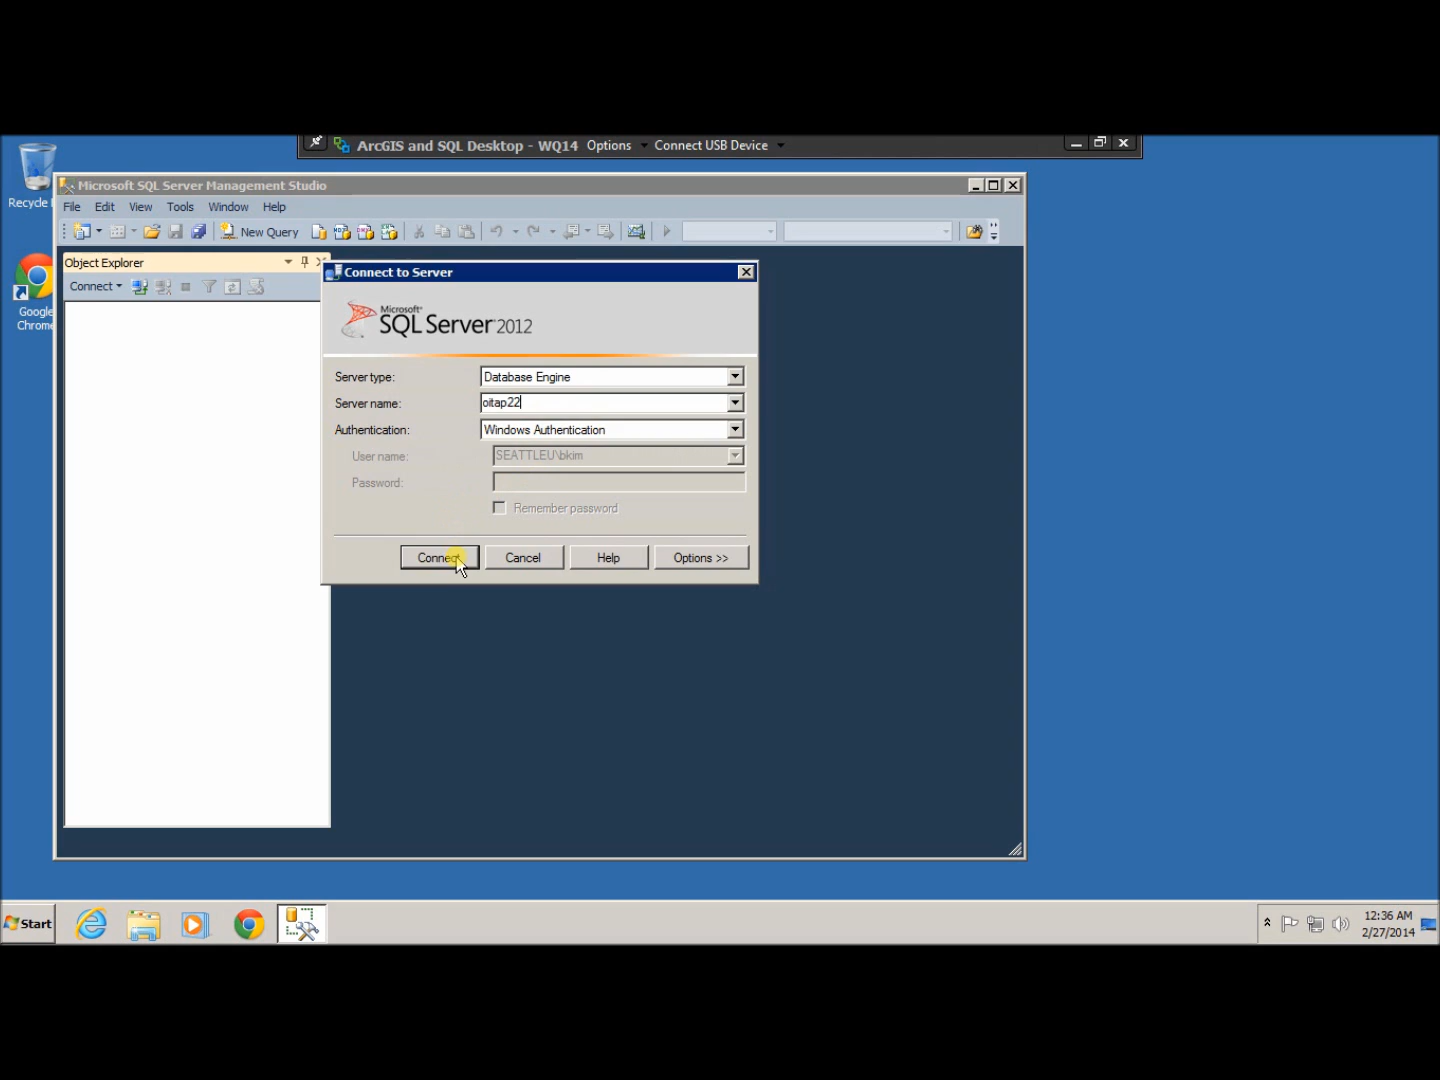 ArcGIS and SQL Desktop - WQ14 Options Connect USB Device
Recycle
Microsoft SQL Server Management Studio
File Edit View Tools Window Help
New Query
Object Explorer
Connect
Google
Chrome
Connect to Server
Microsoft
SQL Server 2012
Server type: Database Engine
Server name: oitap22
Authentication: Windows Authentication
User name: SEATTLEU\bkim
Password:
Remember password
Connect Cancel Help Options >>
Start
12:36 AM
2/27/2014